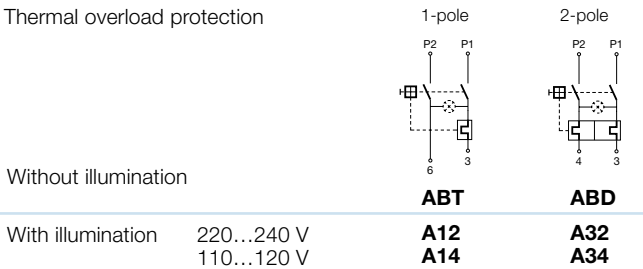 Thermal overload protection 1-pole 2-pole
P2 P1 P2 P1
6 3 4 3
Without illumination
ABT ABD
With illumination 220...240 V A12 A32
110...120 V A14 A34